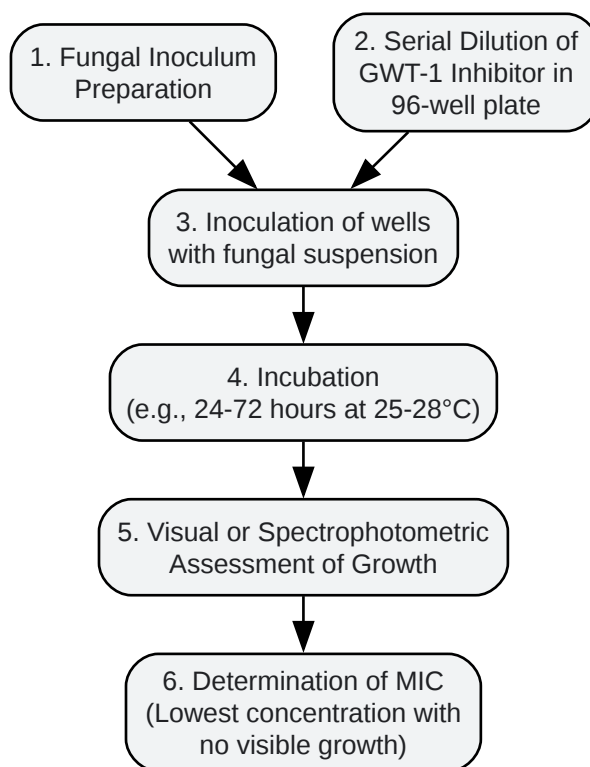 1. Fungal Inoculum
Preparation
2. Serial Dilution of
GWT-1 Inhibitor in
96-well plate
3. Inoculation of wells
with fungal suspension
4. Incubation
(e.g., 24-72 hours at 25-28°C)
5. Visual or Spectrophotometric
Assessment of Growth
6. Determination of MIC
(Lowest concentration with
no visible growth)